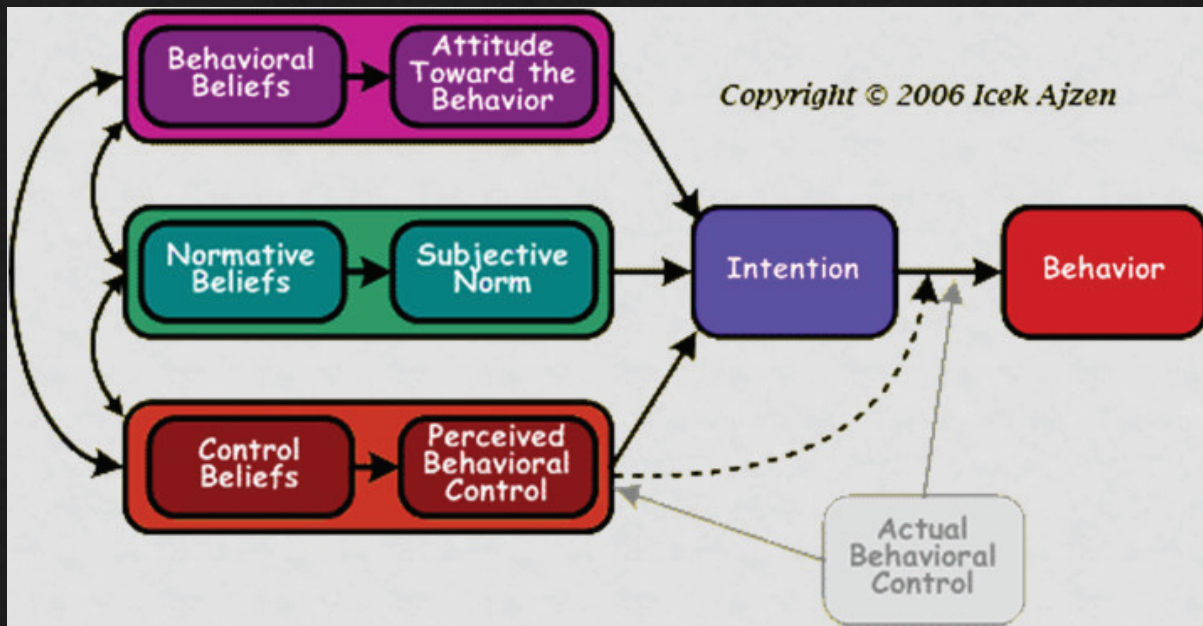 Behavioral
Beliefs
Attitude
Toward the
Behavior
Copyright © 2006 Icek Ajzen
Normative
Beliefs
Subjective
Norm
Intention
Behavior
Control
Beliefs
Perceived
Behavioral
Control
Actual
Behavioral
Control